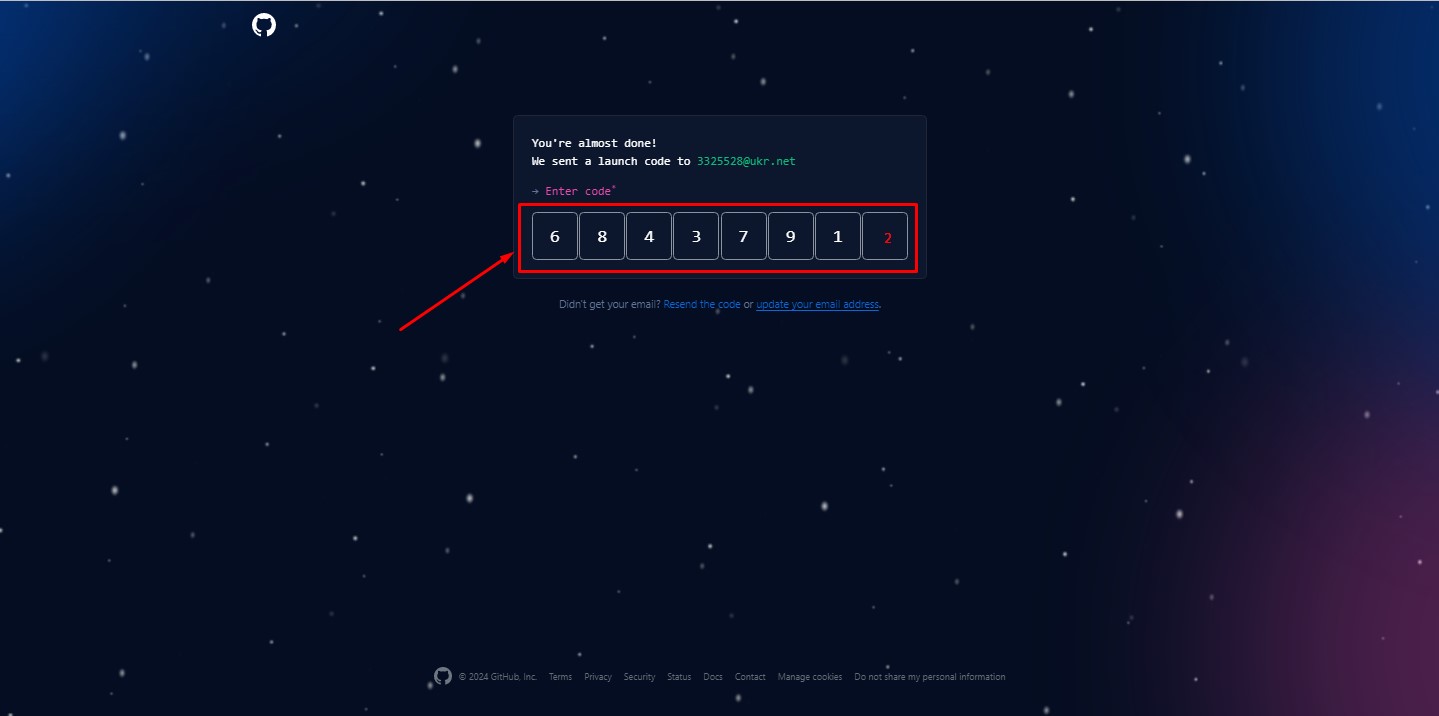 You're almost done!
We sent a launch code to 3325528@ukr.net
→ Enter code*
6 8 4 3 7 9 1 2
Didn't get your email? Resend the code or update your email address.
© 2024 GitHub, Inc. Terms Privacy Security Status Docs Contact Manage cookies Do not share my personal information